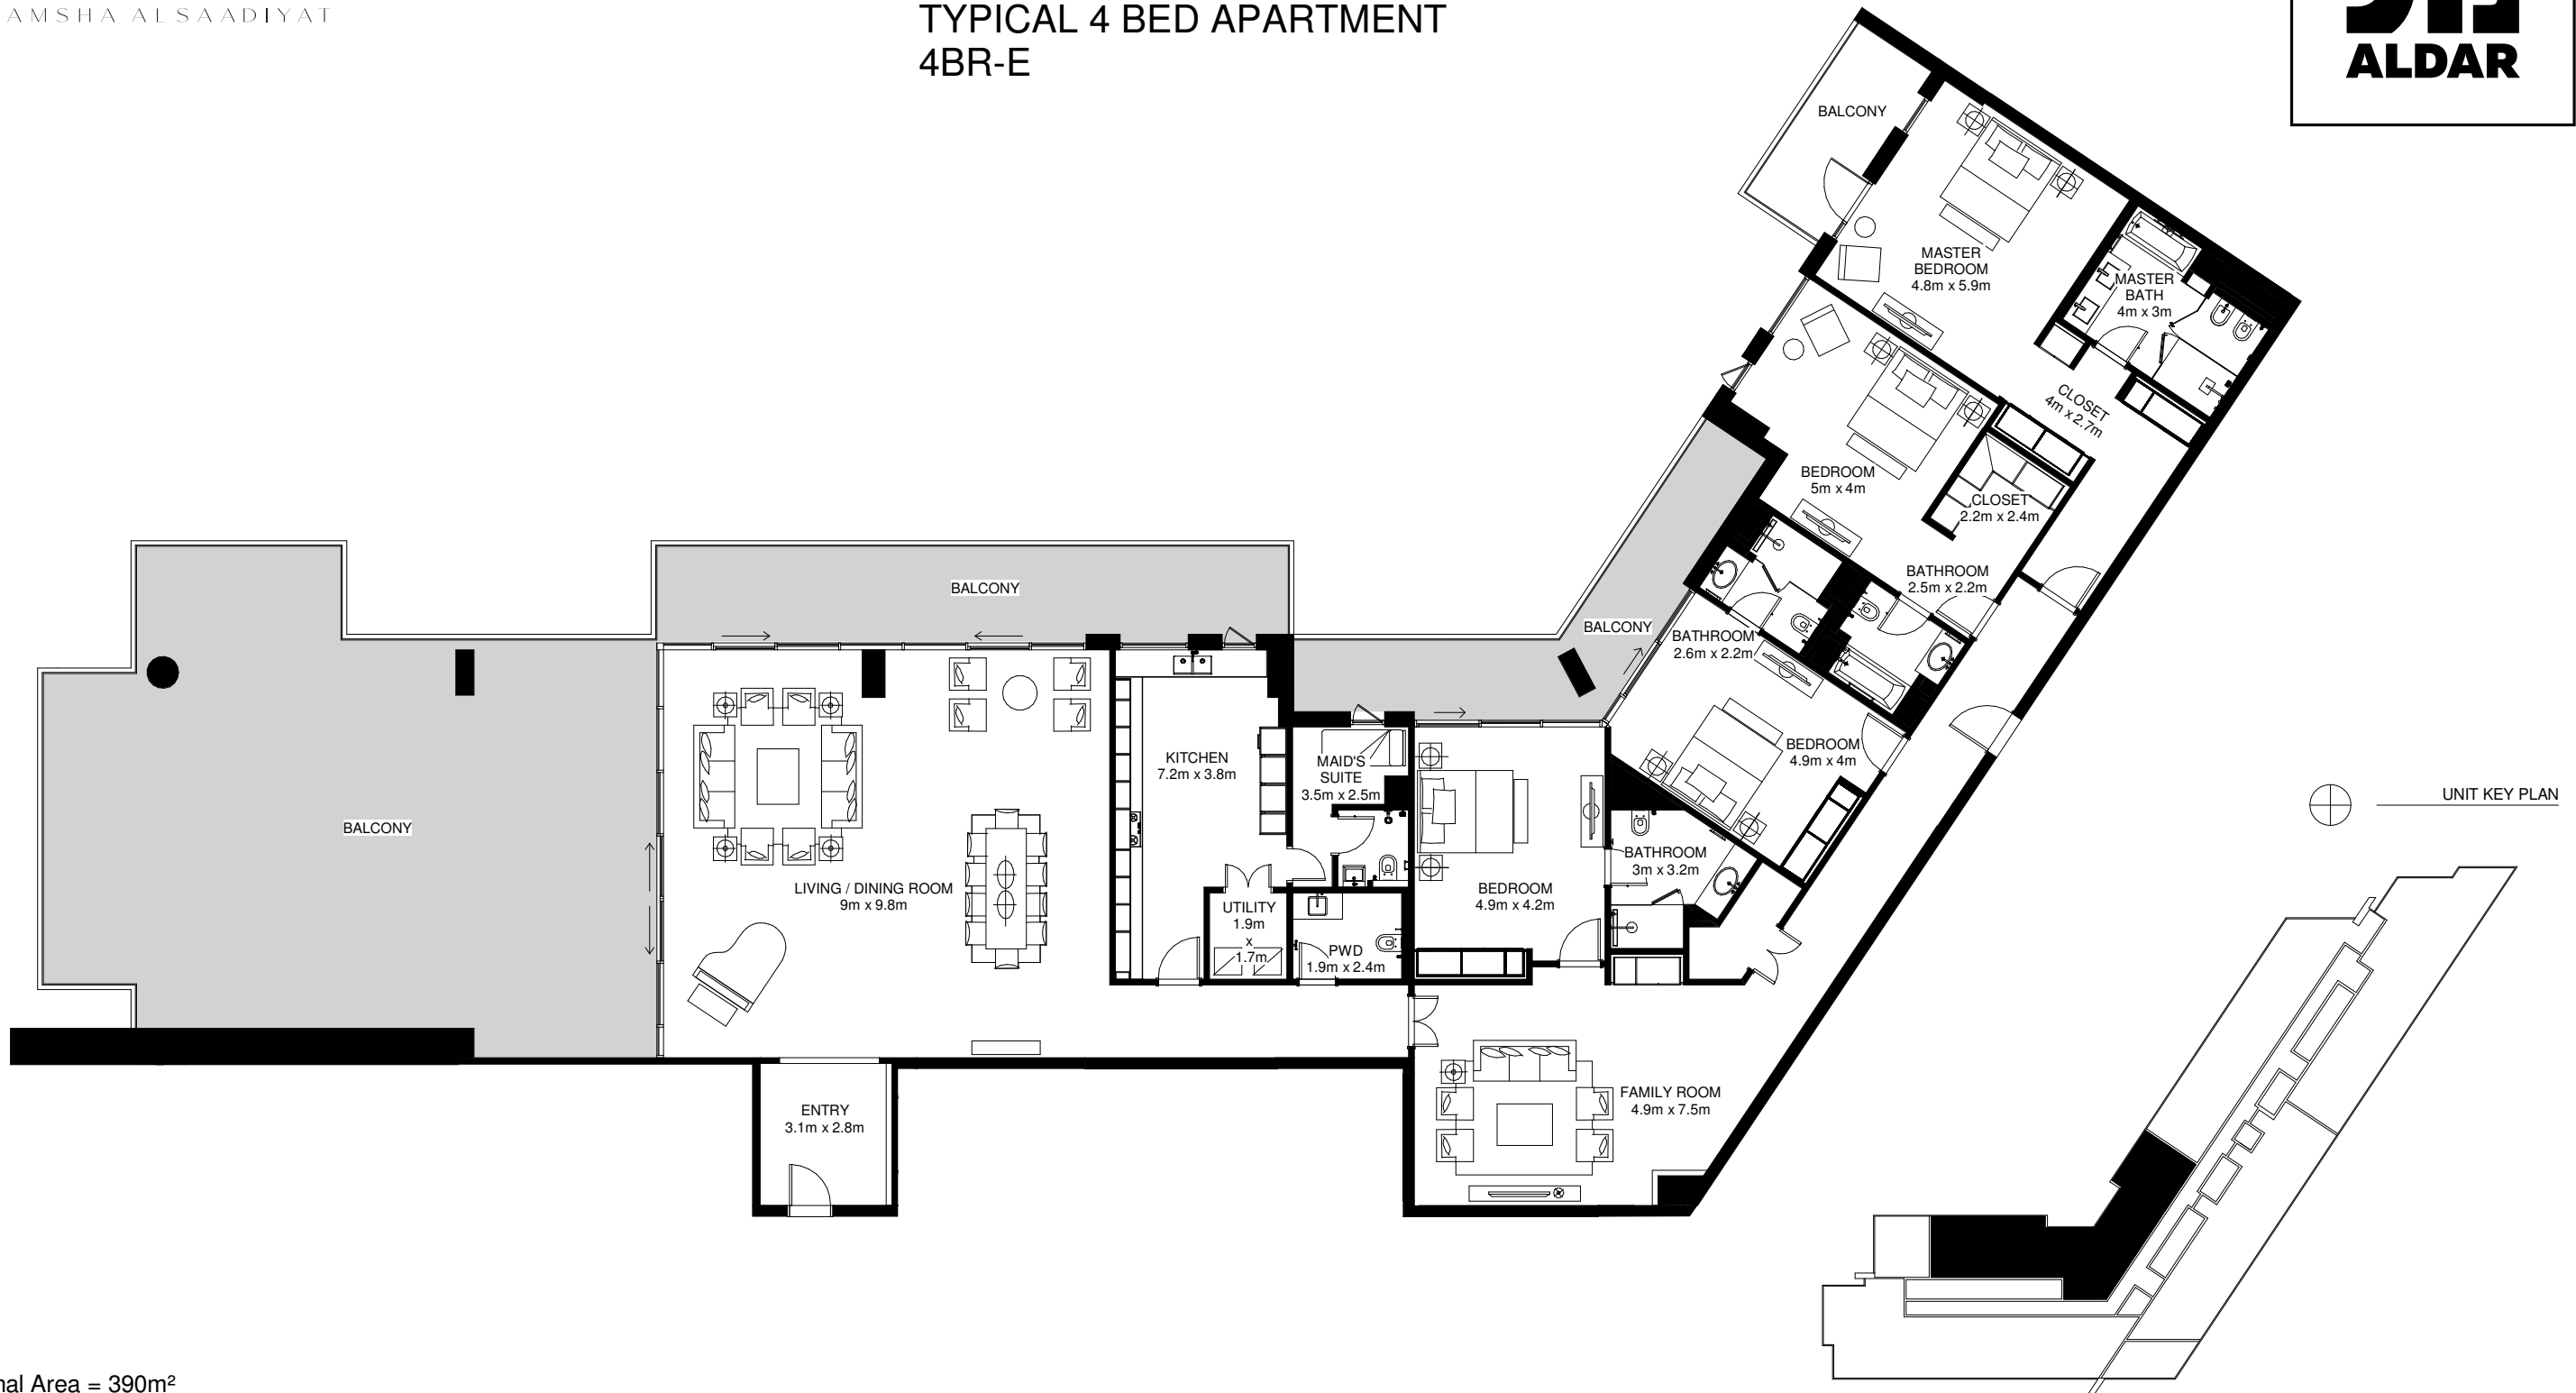 AMSHA AL SAADIYAT
TYPICAL 4 BED APARTMENT
4BR-E
ALDAR
BALCONY
MASTER
BEDROOM
4.8m x 5.9m
MASTER
BATH
4m x 3m
CLOSET
4m x 2.7m
BEDROOM
5m x 4m
CLOSET
2.2m x 2.4m
BATHROOM
2.5m x 2.2m
BALCONY
BALCONY
BATHROOM
2.6m x 2.2m
BEDROOM
4.9m x 4m
KITCHEN
7.2m x 3.8m
MAID'S
SUITE
3.5m x 2.5m
UNIT KEY PLAN
BALCONY
BATHROOM
3m x 3.2m
LIVING / DINING ROOM
9m x 9.8m
BEDROOM
4.9m x 4.2m
UTILITY
1.9m
x
1.7m
PWD
1.9m x 2.4m
FAMILY ROOM
4.9m x 7.5m
ENTRY
3.1m x 2.8m
nal Area = 390m²